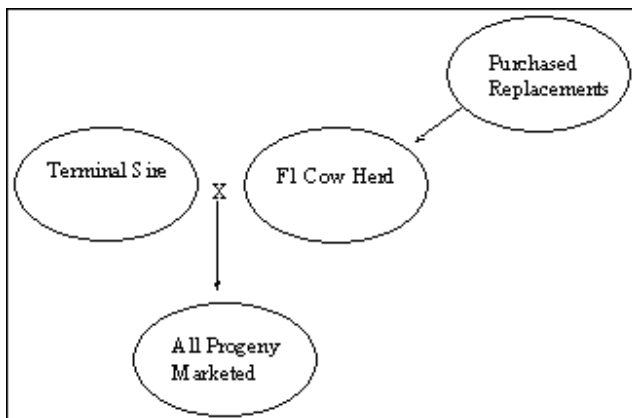 Purchased
Replacements
Terminal Sire
X
F1 Cow Herd
All Progeny
Marketed